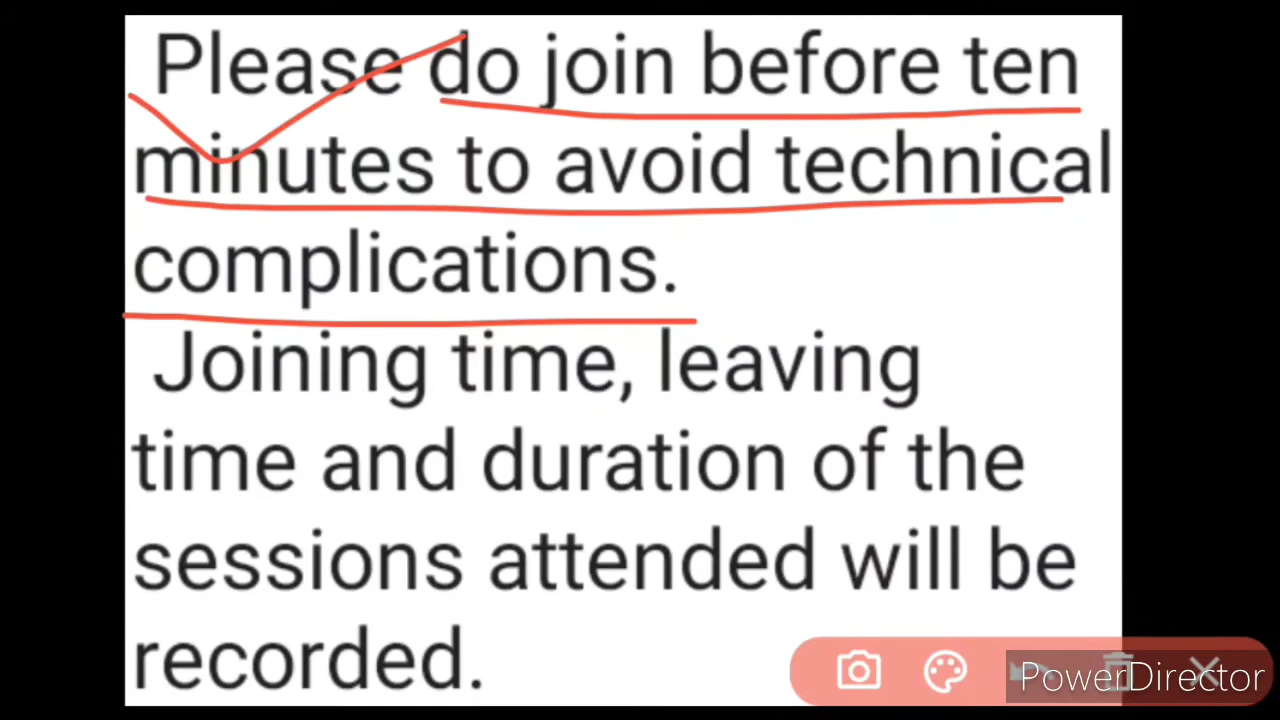 Please do join before ten
minutes to avoid technical
complications.
Joining time, leaving
time and duration of the
sessions attended will be
recorded.
PowerDirector